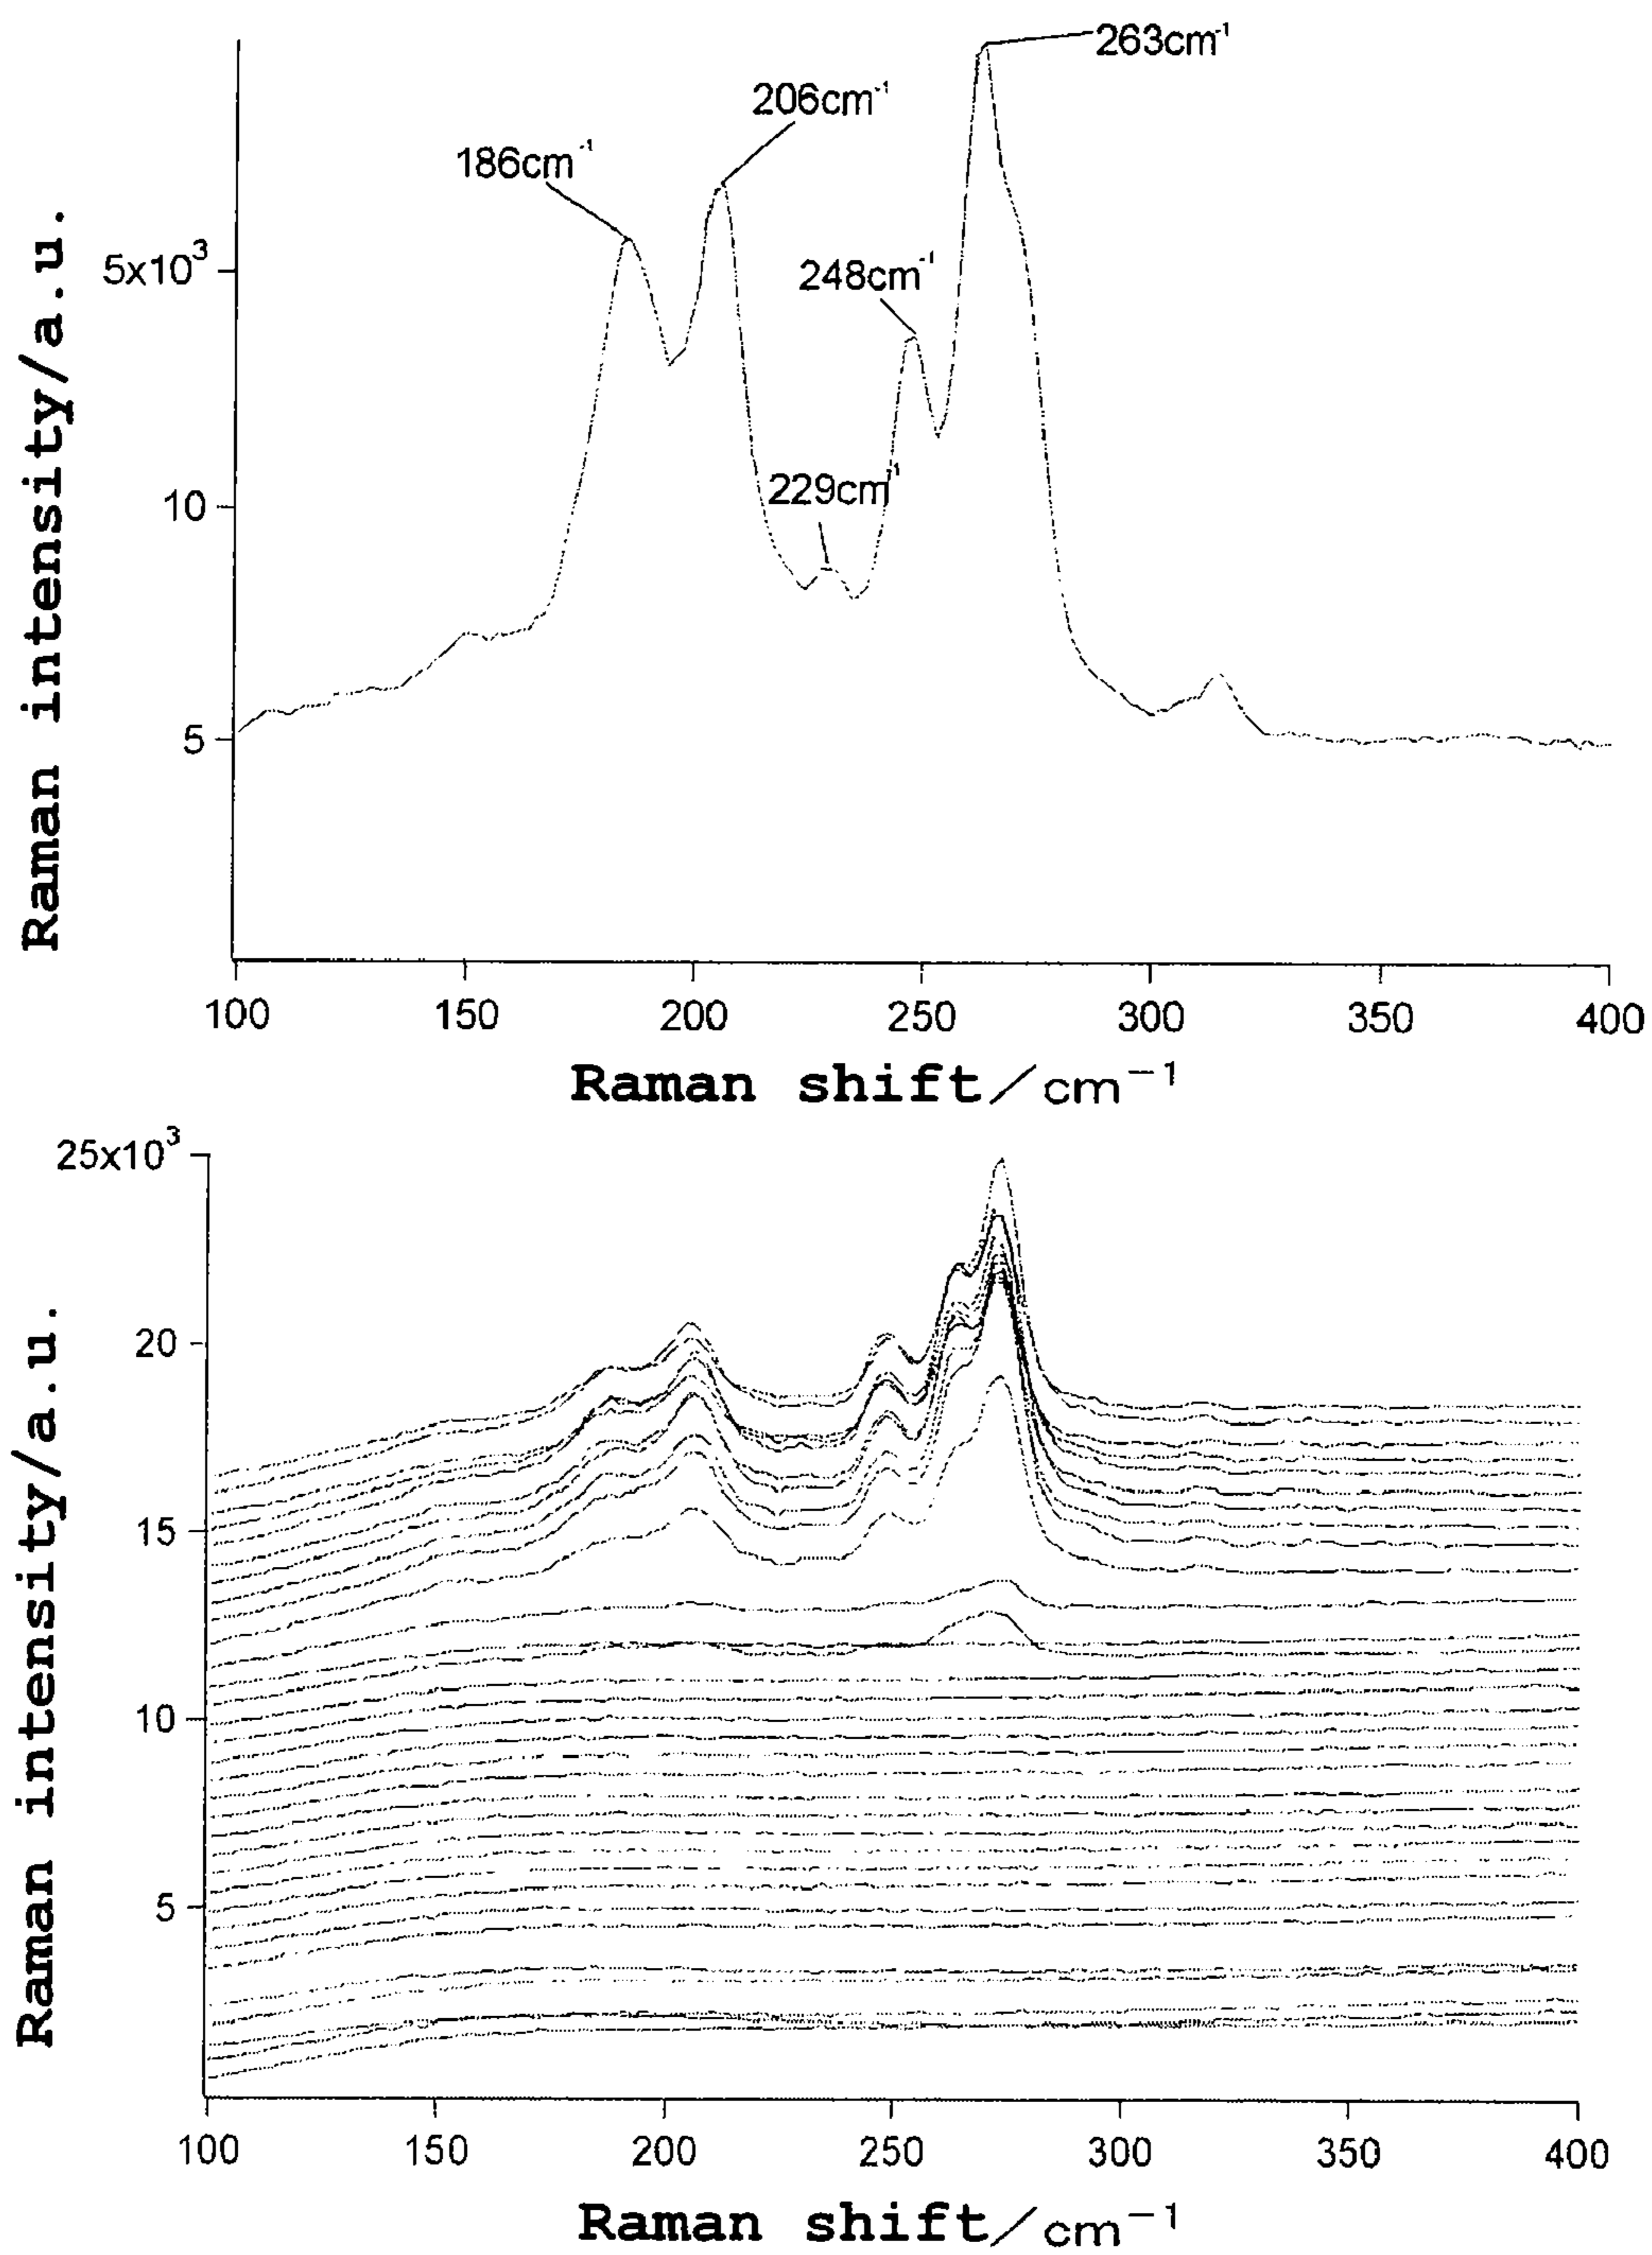 263cm⁻¹
206cm⁻¹
186cm⁻¹
5x10³
248cm⁻¹
229cm⁻¹
10
5
Raman intensity/a.u.
100 150 200 250 300 350 400
Raman shift/cm⁻¹
25x10³
20
15
10
5
Raman intensity/a.u.
100 150 200 250 300 350 400
Raman shift/cm⁻¹